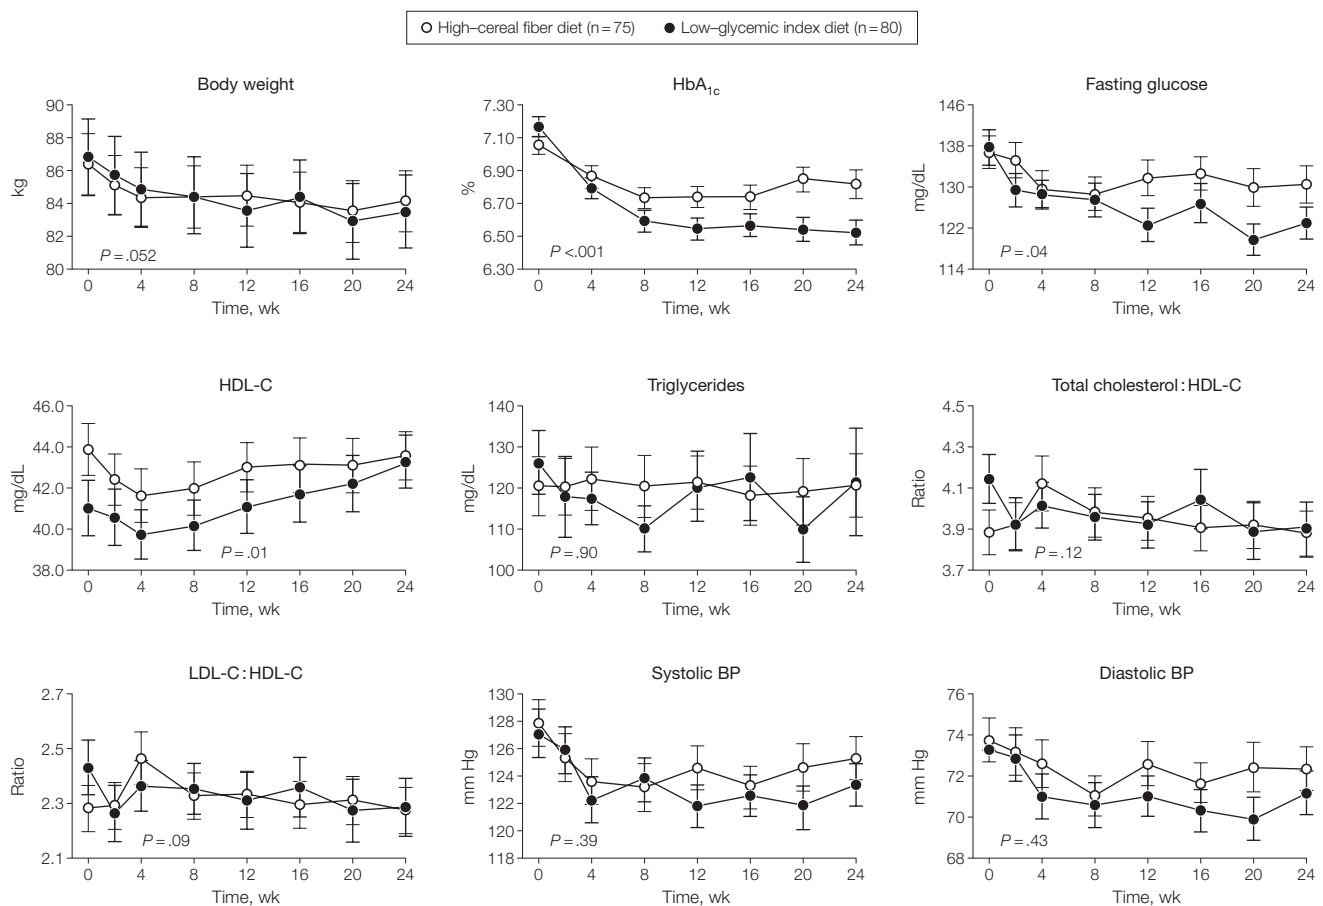 High–cereal fiber diet (n=75) Low–glycemic index diet (n=80)
Body weight
90
88
86
84
82
80
kg
P=.052
0 4 8 12 16 20 24
Time, wk
HbA1c
7.30
7.10
6.90
6.70
6.50
6.30
%
P<.001
0 4 8 12 16 20 24
Time, wk
Fasting glucose
146
138
130
122
114
mg/dL
P=.04
0 4 8 12 16 20 24
Time, wk
HDL-C
46.0
44.0
42.0
40.0
38.0
mg/dL
P=.01
0 4 8 12 16 20 24
Time, wk
Triglycerides
140
130
120
110
100
mg/dL
P=.90
0 4 8 12 16 20 24
Time, wk
Total cholesterol:HDL-C
4.5
4.3
4.1
3.9
3.7
Ratio
P=.12
0 4 8 12 16 20 24
Time, wk
LDL-C:HDL-C
2.7
2.5
2.3
2.1
Ratio
P=.09
0 4 8 12 16 20 24
Time, wk
Systolic BP
130
128
126
124
122
120
118
mm Hg
P=.39
0 4 8 12 16 20 24
Time, wk
Diastolic BP
76
74
72
70
68
mm Hg
P=.43
0 4 8 12 16 20 24
Time, wk